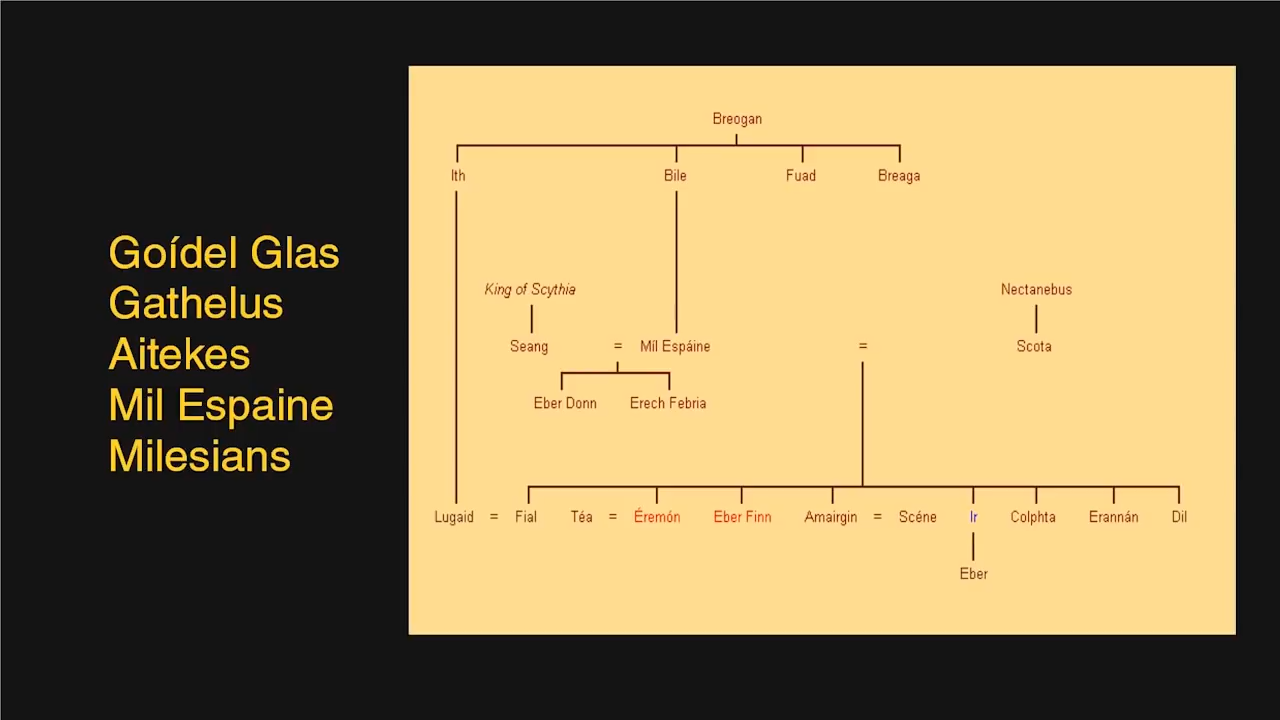 Goídel Glas
Gathelus
Aitekes
Mil Espaine
Milesians
Breogan
Ith Bile Fuad Breaga
King of Scythia Nectanebus
Seang = Míl Espáine = Scota
Eber Donn Erech Febria
Lugaid = Fial Téa = Éremón Eber Finn Amairgin = Scéne Ir Colphta Erannán Dil
Eber